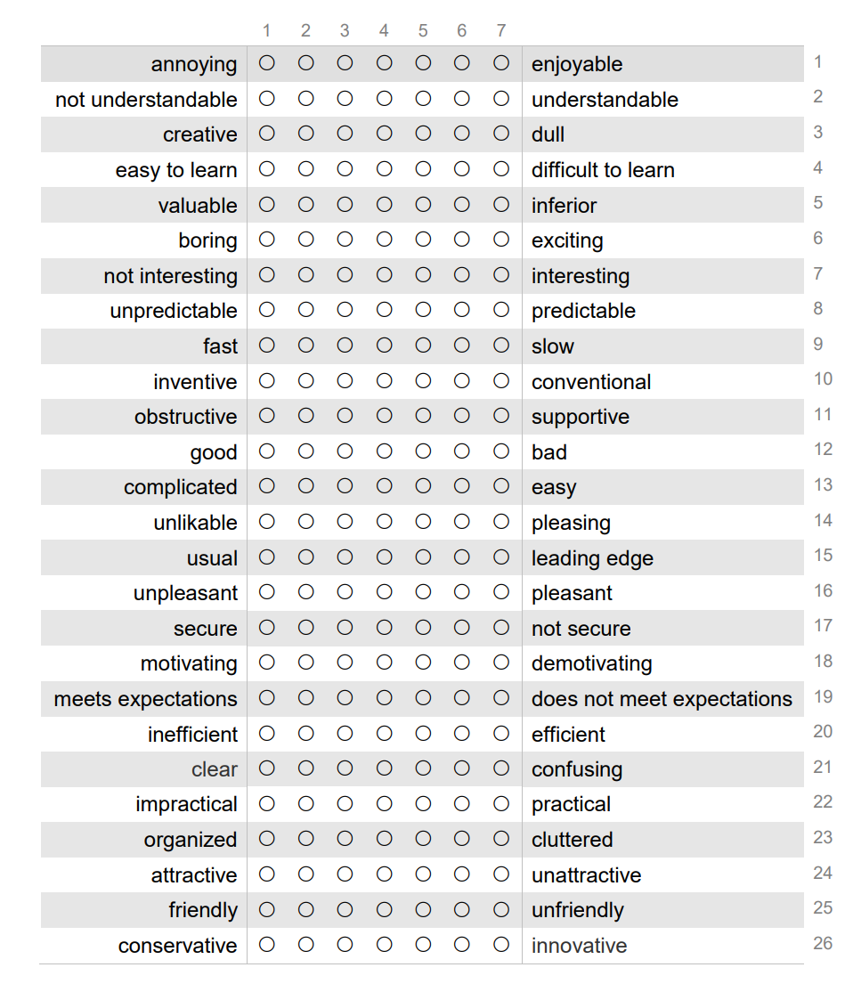 1 2 3 4 5 6 7
annoying enjoyable 1
not understandable understandable 2
creative dull 3
easy to learn difficult to learn 4
valuable inferior 5
boring exciting 6
not interesting interesting 7
unpredictable predictable 8
fast slow 9
inventive conventional 10
obstructive supportive 11
good bad 12
complicated easy 13
unlikable pleasing 14
usual leading edge 15
unpleasant pleasant 16
secure not secure 17
motivating demotivating 18
meets expectations does not meet expectations 19
inefficient efficient 20
clear confusing 21
impractical practical 22
organized cluttered 23
attractive unattractive 24
friendly unfriendly 25
conservative innovative 26